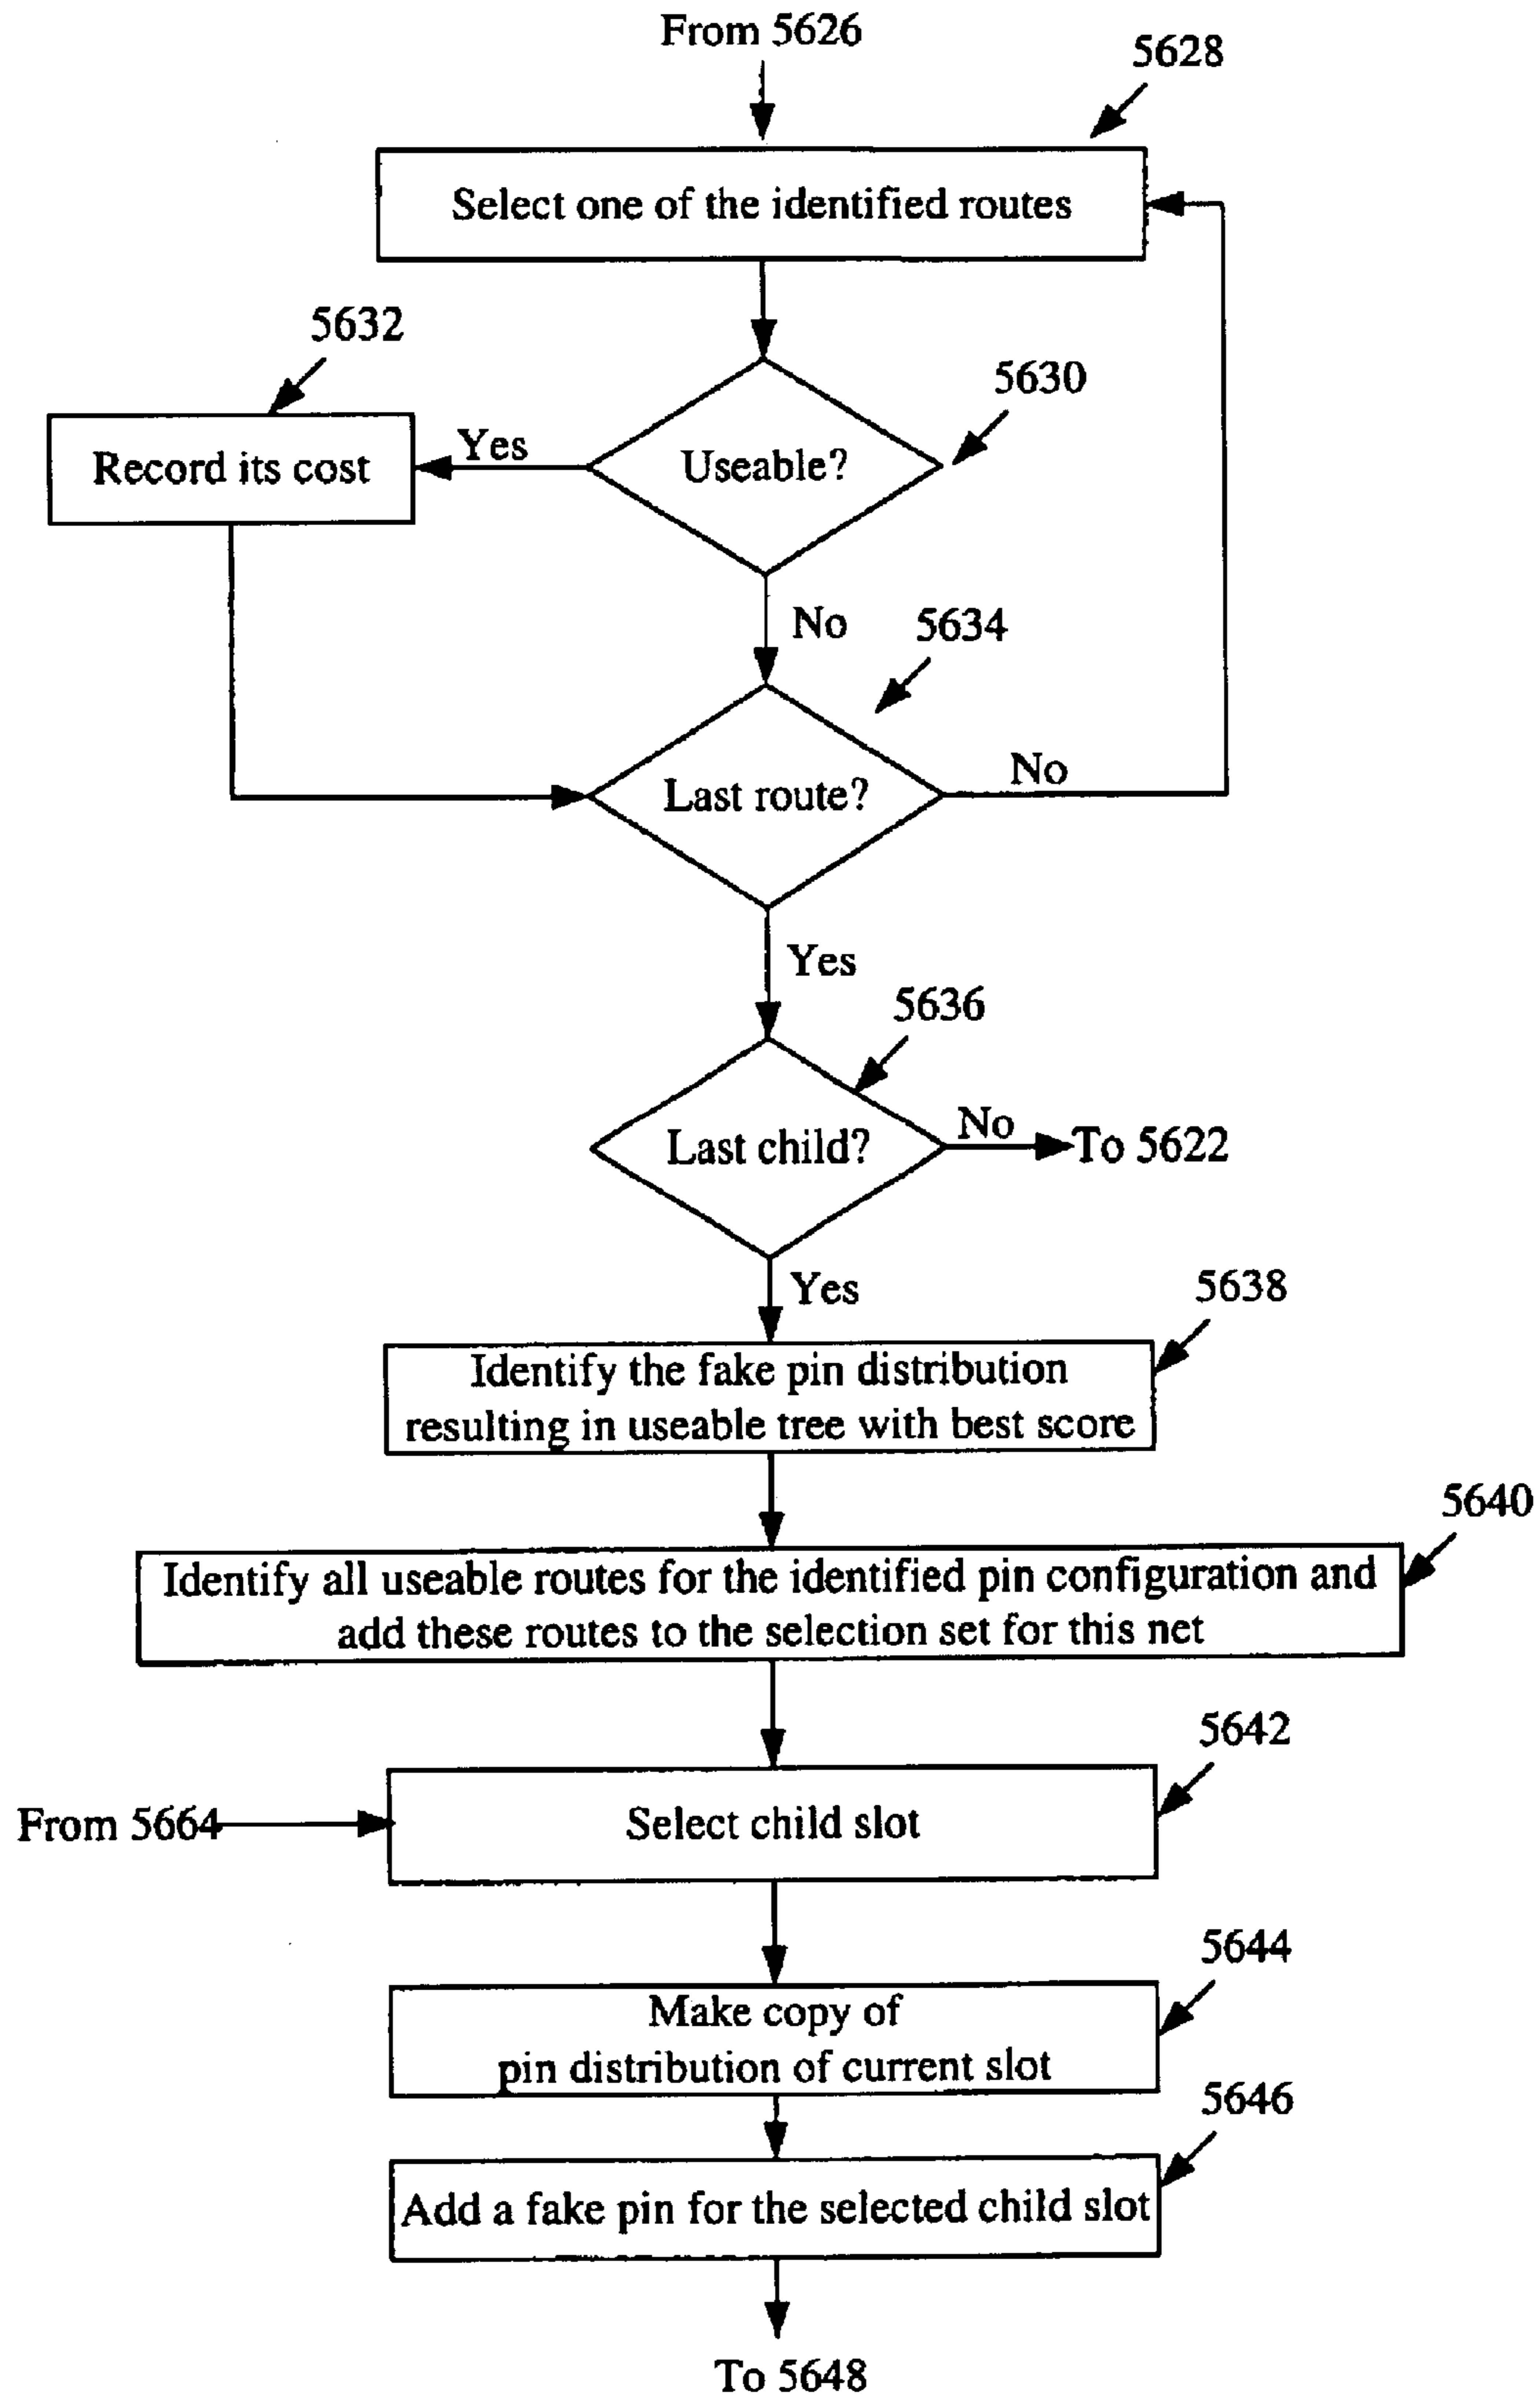 From 5626
5628
Select one of the identified routes
5632
5630
Record its cost
Yes
Useable?
No
5634
Last route?
No
Yes
5636
Last child?
No
To 5622
Yes
5638
Identify the fake pin distribution
resulting in useable tree with best score
5640
Identify all useable routes for the identified pin configuration and
add these routes to the selection set for this net
5642
From 5664
Select child slot
5644
Make copy of
pin distribution of current slot
5646
Add a fake pin for the selected child slot
To 5648